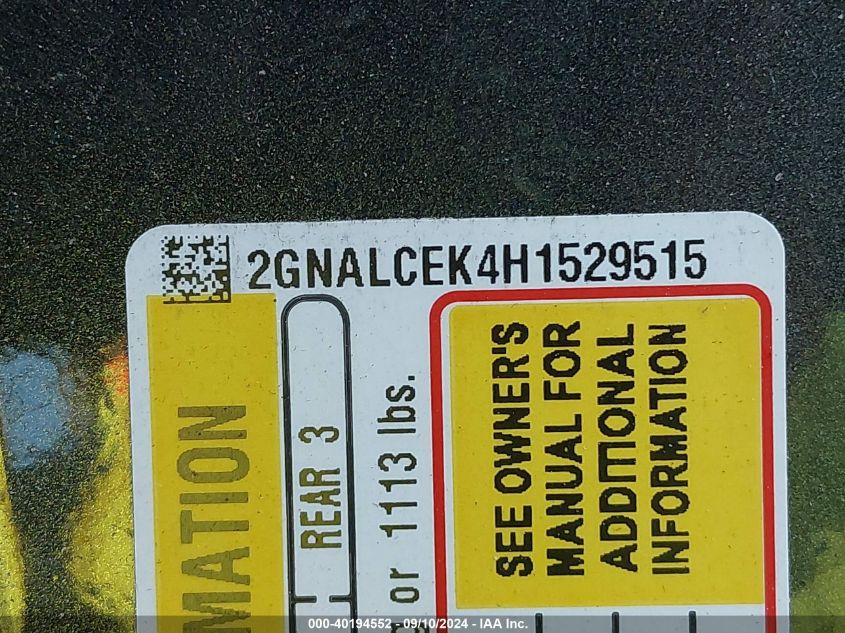 2GNALCEK4H1529515
MATION
REAR 3
or 1113 lbs.
SEE OWNER'S
MANUAL FOR
ADDITIONAL
INFORMATION
000-40194552 - 09/10/2024 - IAA Inc.